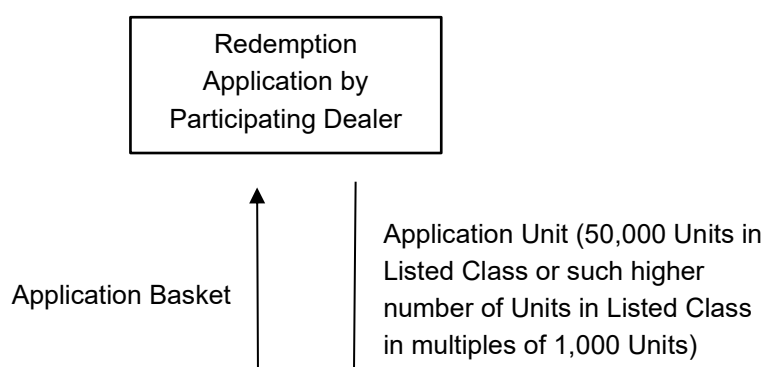 Redemption
Application by
Participating Dealer
Application Basket
Application Unit (50,000 Units in
Listed Class or such higher
number of Units in Listed Class
in multiples of 1,000 Units)